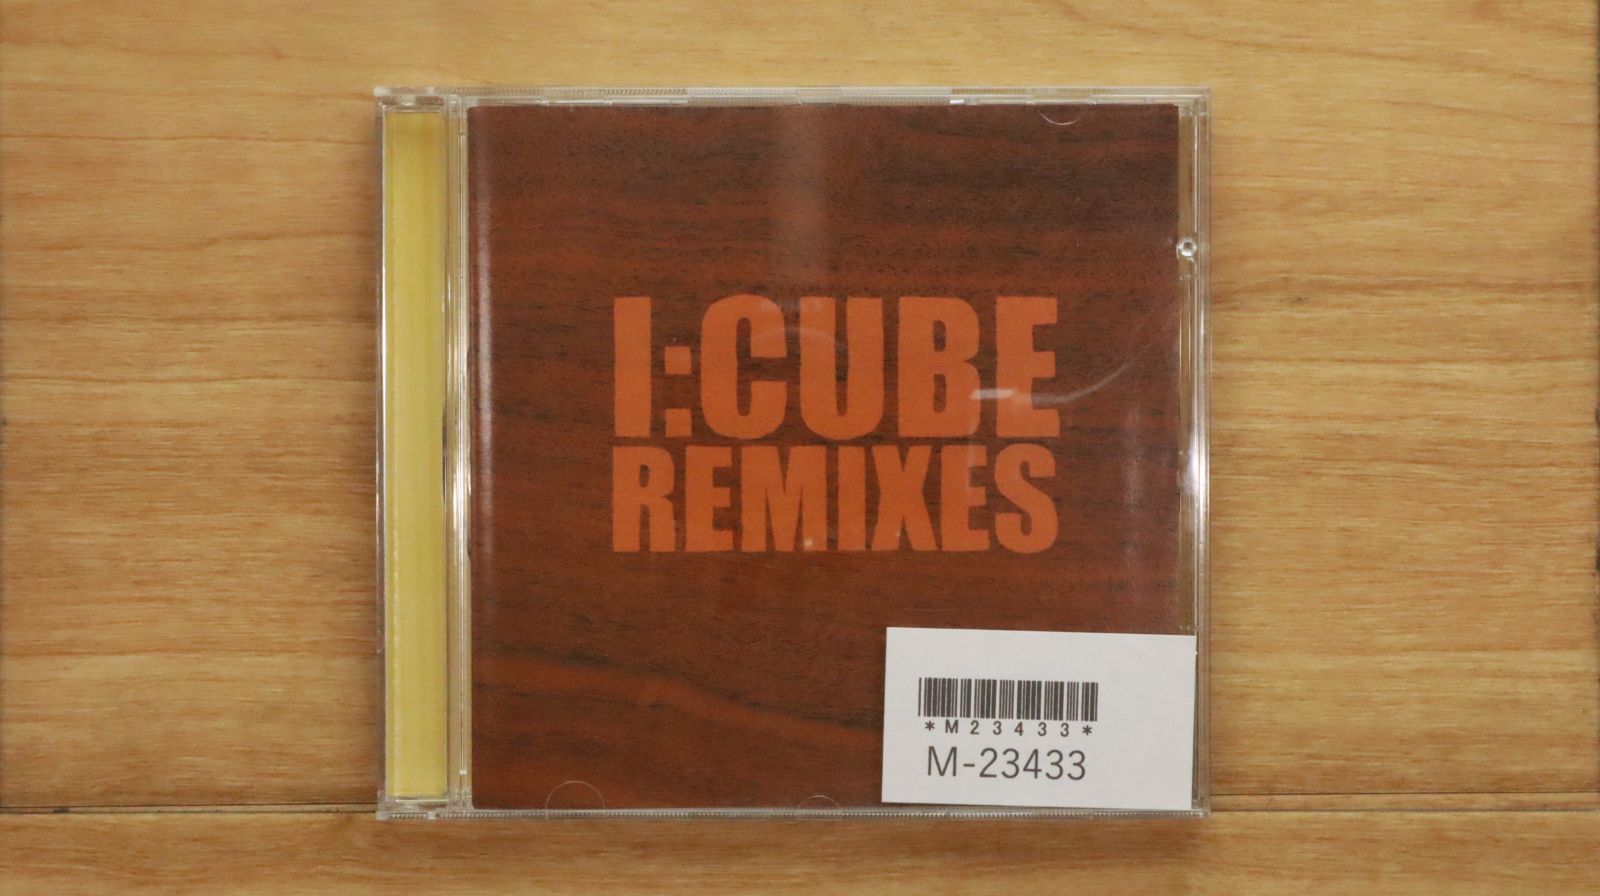 I:CUBE
REMIXES
*M23433*
M-23433